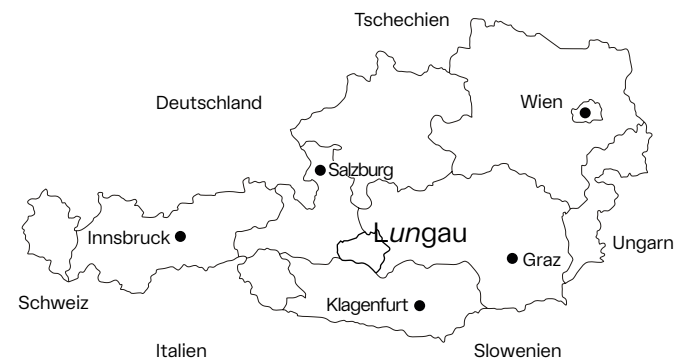 Tschechien
Deutschland
Wien
Salzburg
Lungau
Innsbruck
Ungarn
Graz
Schweiz
Klagenfurt
Italien
Slowenien